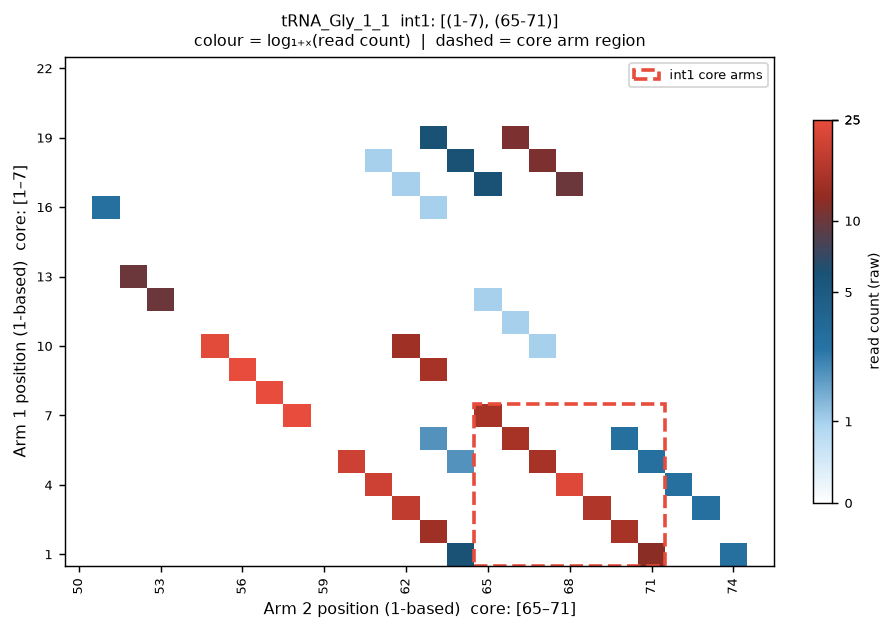 tRNA_Gly_1_1  int1: [(1-7), (65-71)]
colour = log₁₊ₓ(read count)  |  dashed = core arm region
int1 core arms
22
19
16
13
10
7
4
1
Arm 1 position (1-based)  core: [1–7]
50 53 56 59 62 65 68 71 74
Arm 2 position (1-based)  core: [65–71]
25
10
5
1
0
read count (raw)